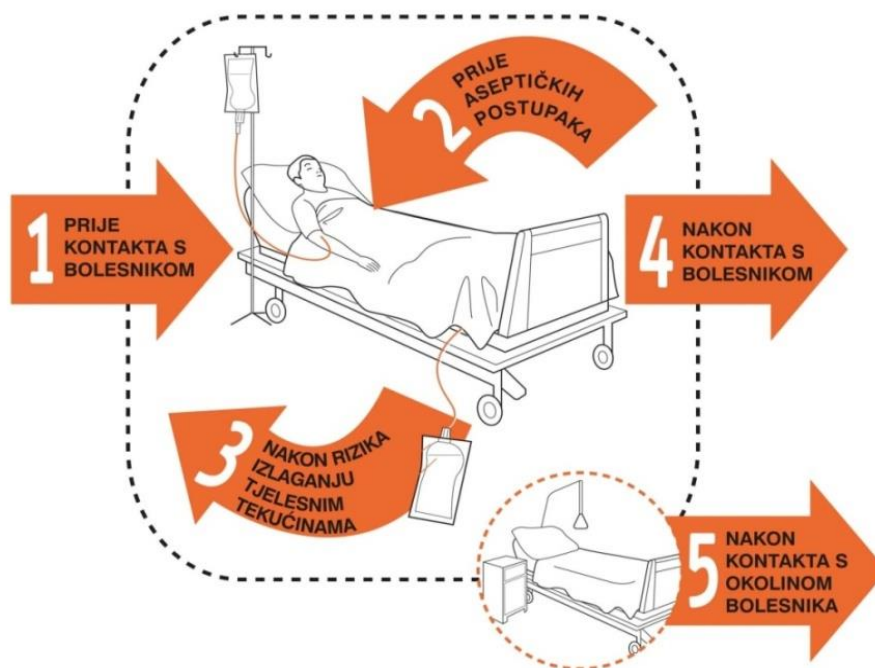 1 PRIJE
KONTAKTA S
BOLESNIKOM
2 PRIJE
ASEPTIČKIH
POSTUPAKA
3 NAKON RIZIKA
IZLAGANJU
TJELESNIM
TEKUĆINAMA
4 NAKON
KONTAKTA S
BOLESNIKOM
5 NAKON
KONTAKTA S
OKOLINOM
BOLESNIKA